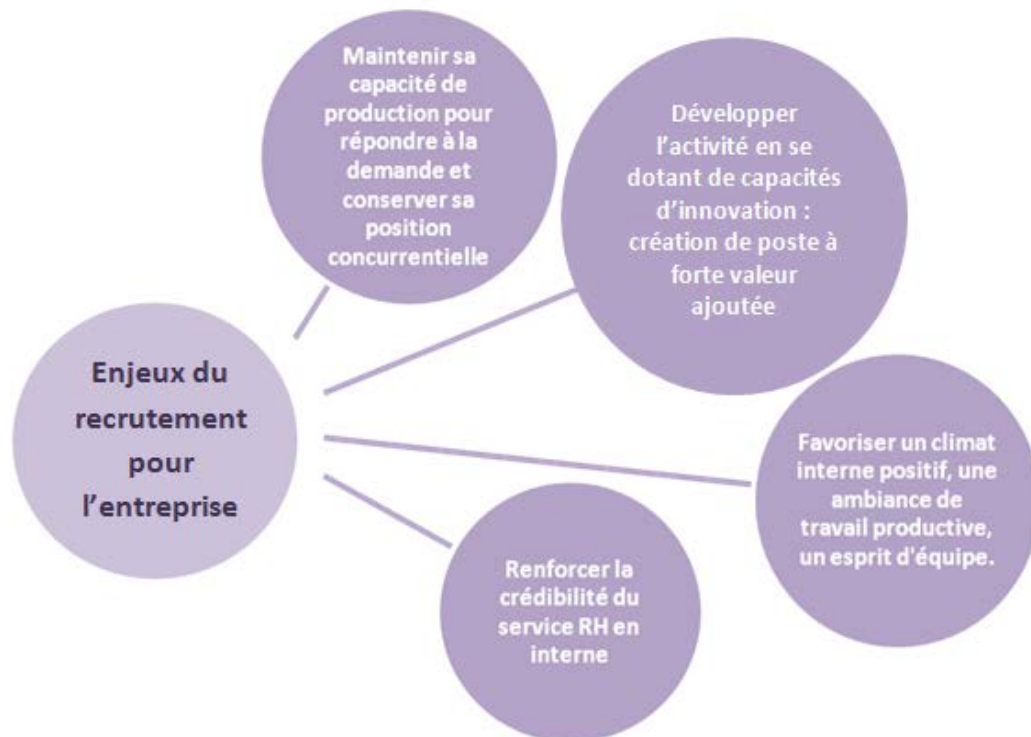 Maintenir sa
capacité de
production pour
répondre à la
demande et
conserver sa
position
concurrentielle
Développer
l’activité en se
dotant de capacités
d’innovation :
création de poste à
forte valeur
ajoutée
Enjeux du
recrutement
pour
l’entreprise
Favoriser un climat
interne positif, une
ambiance de
travail productive,
un esprit d'équipe.
Renforcer la
crédibilité du
service RH en
interne